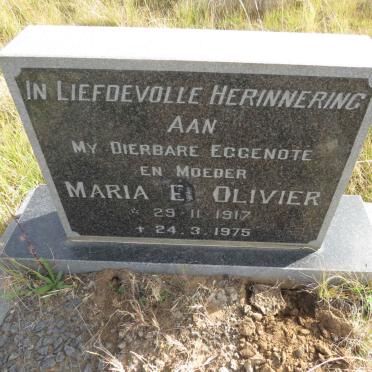 IN LIEFDEVOLLE HERINNERING
AAN
MY DIERBARE EGGENOTE
EN MOEDER
MARIA E. OLIVIER
* 29. 11. 1917
+ 24. 3. 1975